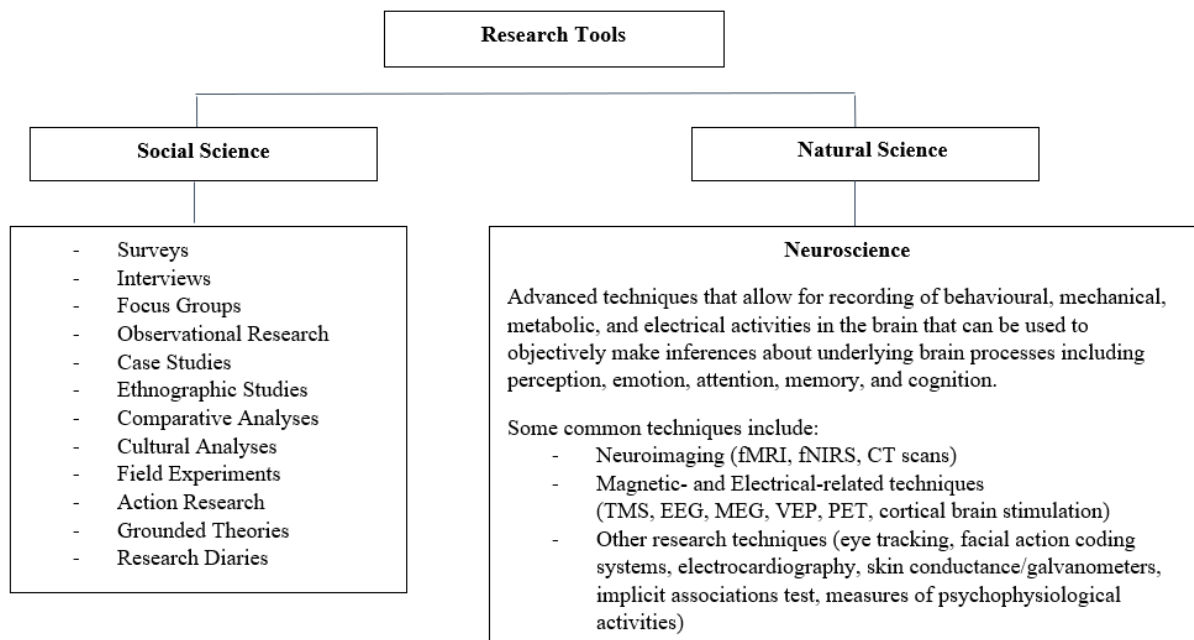 Research Tools
Social Science
- Surveys
- Interviews
- Focus Groups
- Observational Research
- Case Studies
- Ethnographic Studies
- Comparative Analyses
- Cultural Analyses
- Field Experiments
- Action Research
- Grounded Theories
- Research Diaries
Natural Science
Neuroscience
Advanced techniques that allow for recording of behavioural, mechanical,
metabolic, and electrical activities in the brain that can be used to
objectively make inferences about underlying brain processes including
perception, emotion, attention, memory, and cognition.
Some common techniques include:
- Neuroimaging (fMRI, fNIRS, CT scans)
- Magnetic- and Electrical-related techniques
(TMS, EEG, MEG, VEP, PET, cortical brain stimulation)
- Other research techniques (eye tracking, facial action coding
systems, electrocardiography, skin conductance/galvanometers,
implicit associations test, measures of psychophysiological
activities)